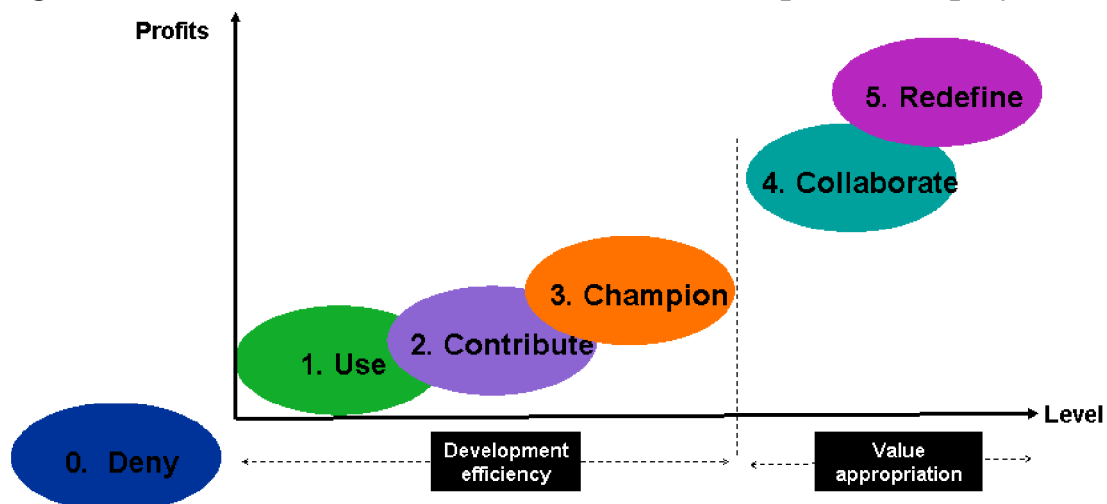 Profits
5. Redefine
4. Collaborate
3. Champion
2. Contribute
1. Use
Level
0. Deny
Development
efficiency
Value
appropriation